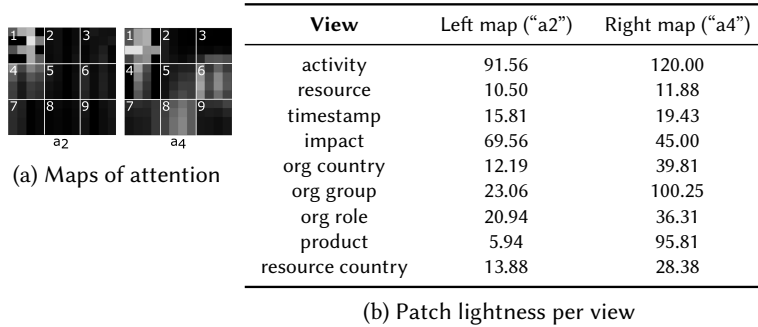 1 2 3
4 5 6
7 8 9
a2
1 2 3
4 5 6
7 8 9
a4
(a) Maps of attention
View Left map (“a2”) Right map (“a4”)
activity 91.56 120.00
resource 10.50 11.88
timestamp 15.81 19.43
impact 69.56 45.00
org country 12.19 39.81
org group 23.06 100.25
org role 20.94 36.31
product 5.94 95.81
resource country 13.88 28.38
(b) Patch lightness per view